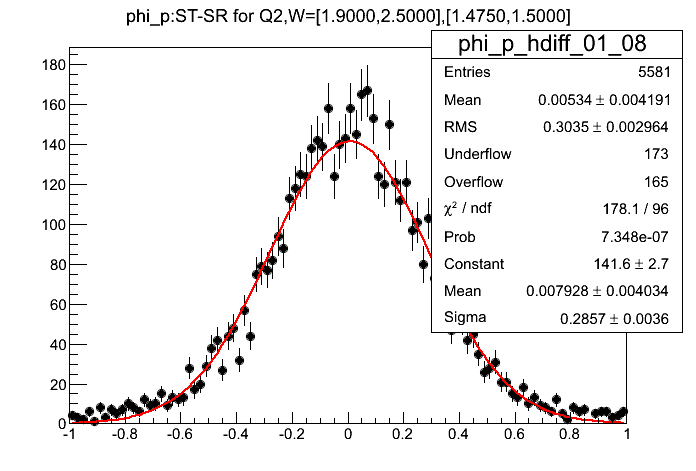 phi_p:ST-SR for Q2,W=[1.9000,2.5000],[1.4750,1.5000]
phi_p_hdiff_01_08
Entries 5581
Mean 0.00534 ± 0.004191
RMS 0.3035 ± 0.002964
Underflow 173
Overflow 165
χ² / ndf 178.1 / 96
Prob 7.348e-07
Constant 141.6 ± 2.7
Mean 0.007928 ± 0.004034
Sigma 0.2857 ± 0.0036
180
160
140
120
100
80
60
40
20
0
-1 -0.8 -0.6 -0.4 -0.2 0 0.2 0.4 0.6 0.8 1